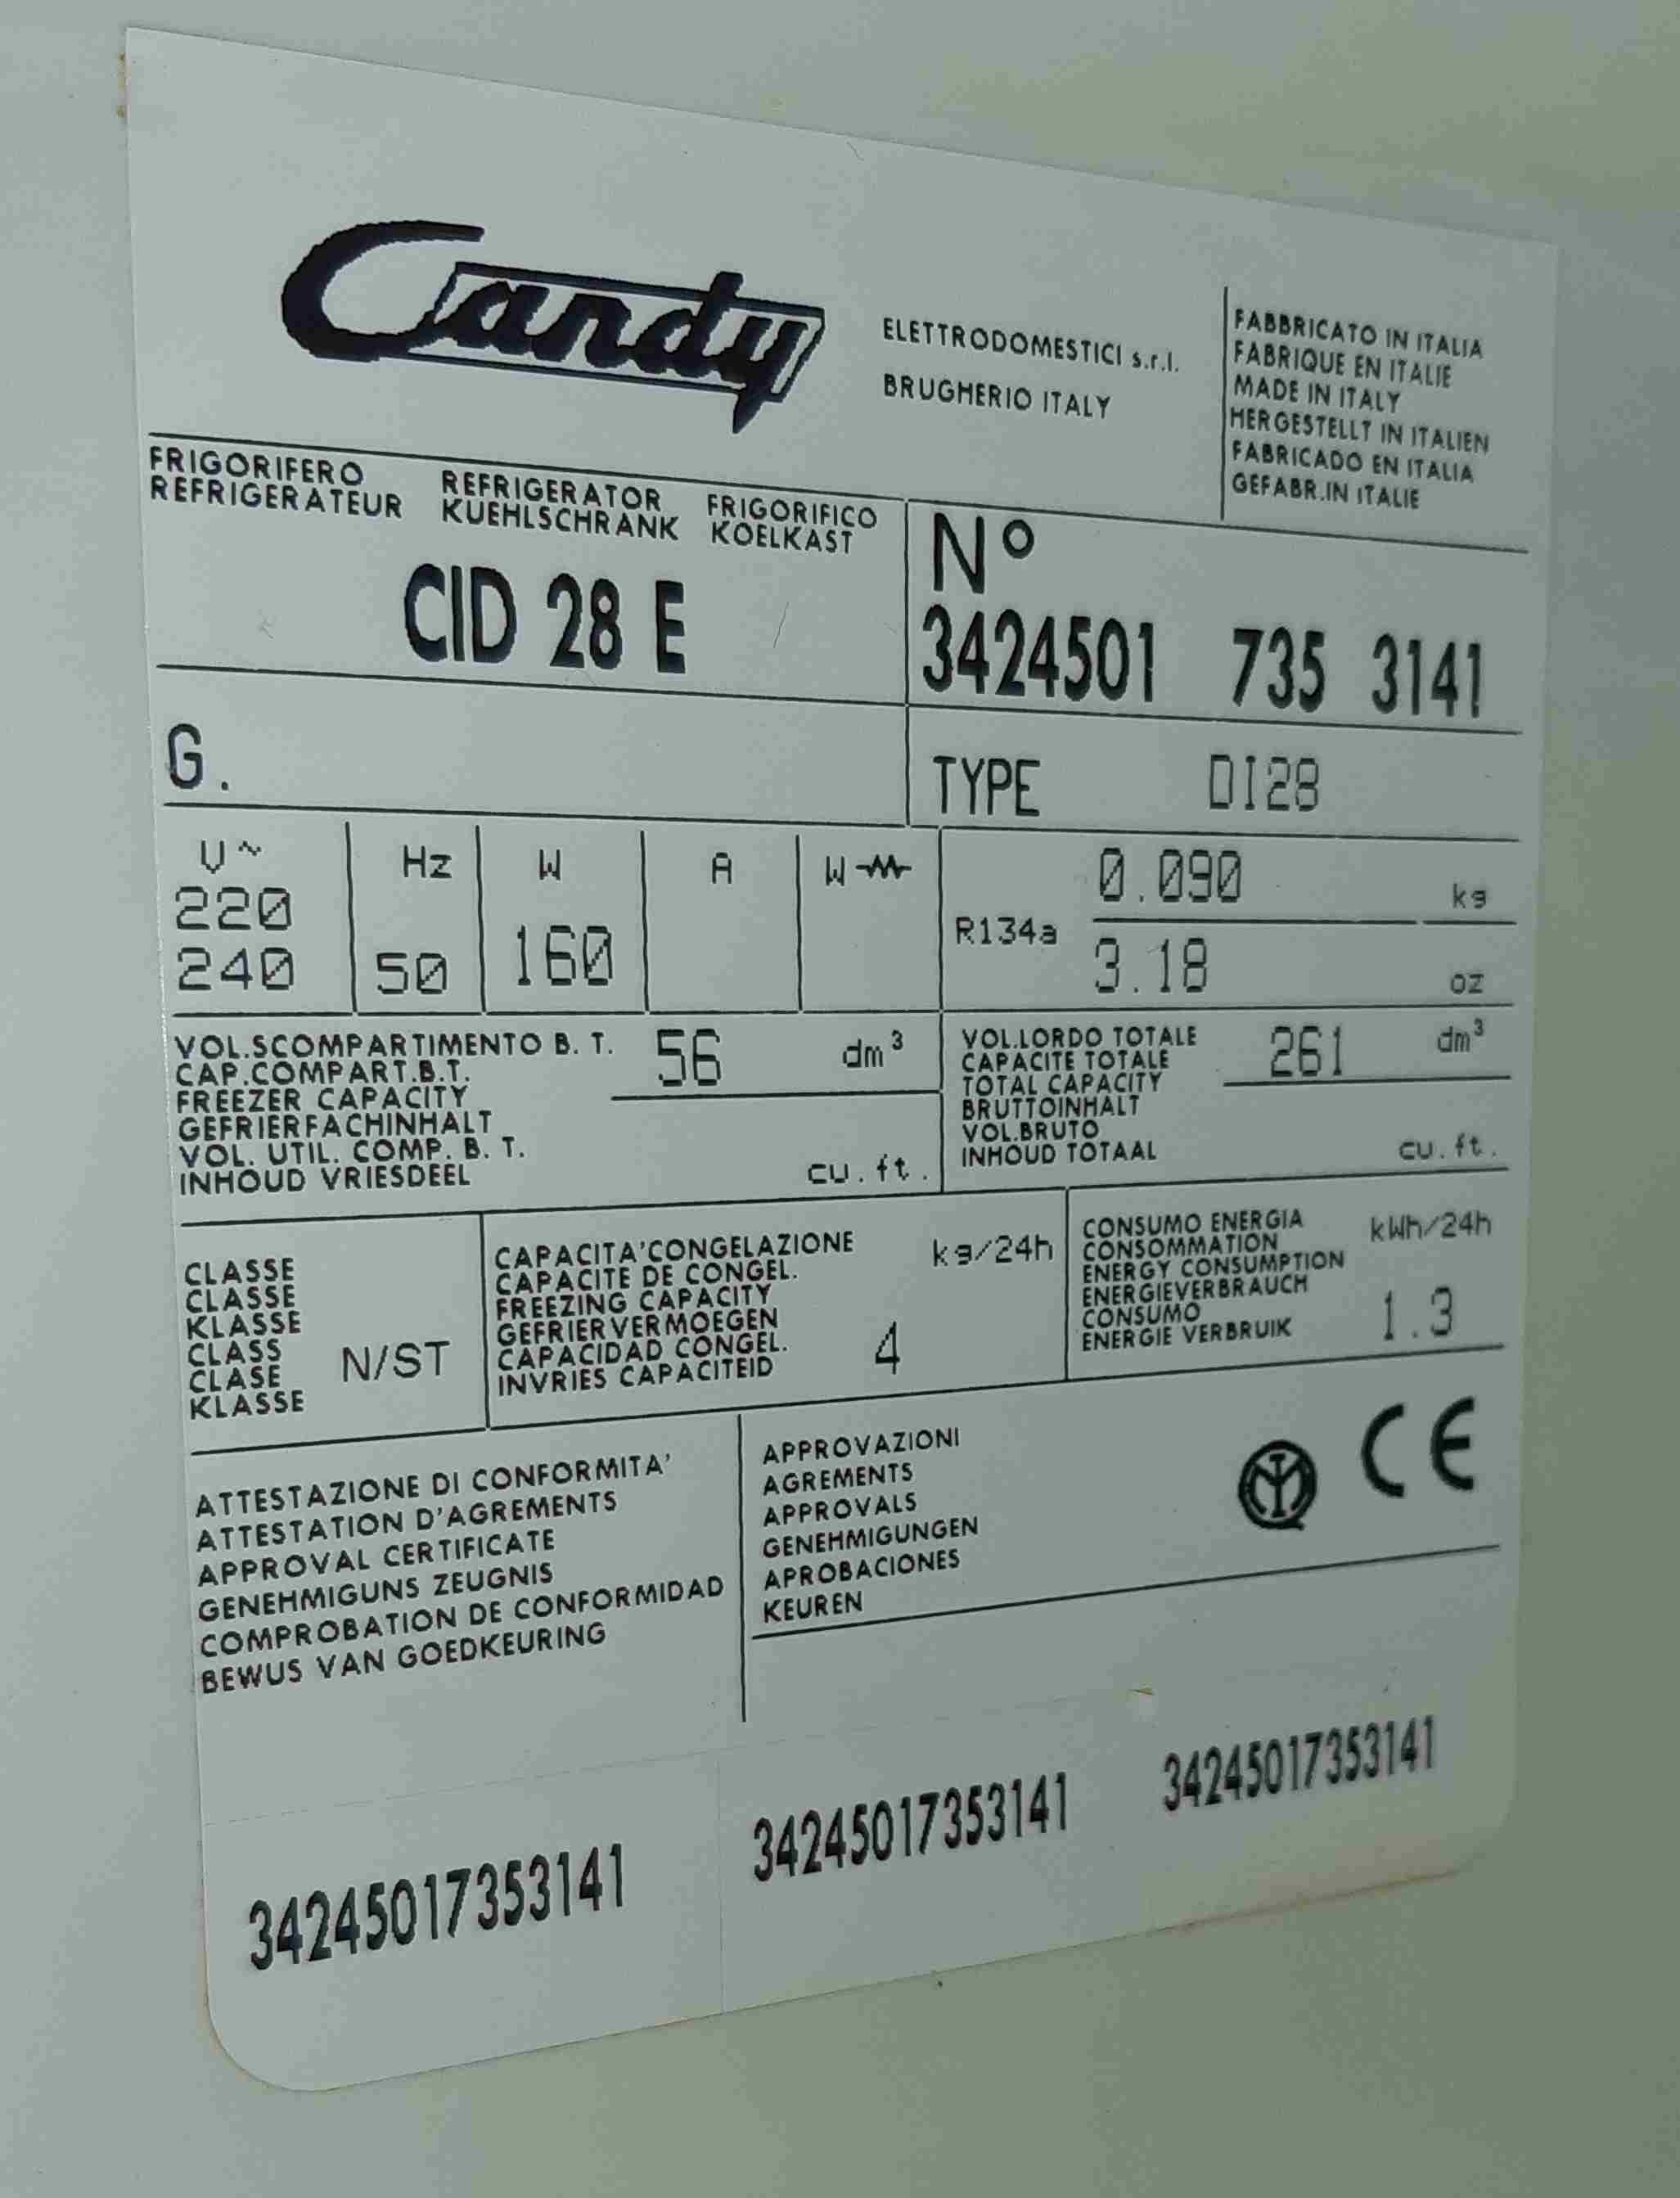 Candy
ELETTRODOMESTICI s.r.l.
BRUGHERIO ITALY
FABBRICATO IN ITALIA
FABRIQUE EN ITALIE
MADE IN ITALY
HERGESTELLT IN ITALIEN
FABRICADO EN ITALIA
GEFABR.IN ITALIE
FRIGORIFERO REFRIGERATOR FRIGORIFICO
REFRIGERATEUR KUEHLSCHRANK KOELKAST
CID 28 E
N°
3424501 735 3141
G.
TYPE DI28
V~ Hz W A W
220
240 50 160
R134a
0.090 kg
3.18 oz
VOL.SCOMPARTIMENTO B. T.
CAP.COMPART.B.T.
FREEZER CAPACITY
GEFRIERFACHINHALT
VOL. UTIL. COMP. B. T.
INHOUD VRIESDEEL
56 dm³
cu.ft.
VOL.LORDO TOTALE
CAPACITE TOTALE
TOTAL CAPACITY
BRUTTOINHALT
VOL.BRUTO
INHOUD TOTAAL
261 dm³
cu.ft.
CLASSE
CLASSE
KLASSE
CLASS
CLASE
KLASSE
N/ST
CAPACITA'CONGELAZIONE
CAPACITE DE CONGEL.
FREEZING CAPACITY
GEFRIERVERMOEGEN
CAPACIDAD CONGEL.
INVRIES CAPACITEID
kg/24h
4
CONSUMO ENERGIA
CONSOMMATION
ENERGY CONSUMPTION
ENERGIEVERBRAUCH
CONSUMO
ENERGIE VERBRUIK
kWh/24h
1.3
ATTESTAZIONE DI CONFORMITA'
ATTESTATION D'AGREMENTS
APPROVAL CERTIFICATE
GENEHMIGUNS ZEUGNIS
COMPROBATION DE CONFORMIDAD
BEWUS VAN GOEDKEURING
APPROVAZIONI
AGREMENTS
APPROVALS
GENEHMIGUNGEN
APROBACIONES
KEUREN
CE
34245017353141
34245017353141
34245017353141